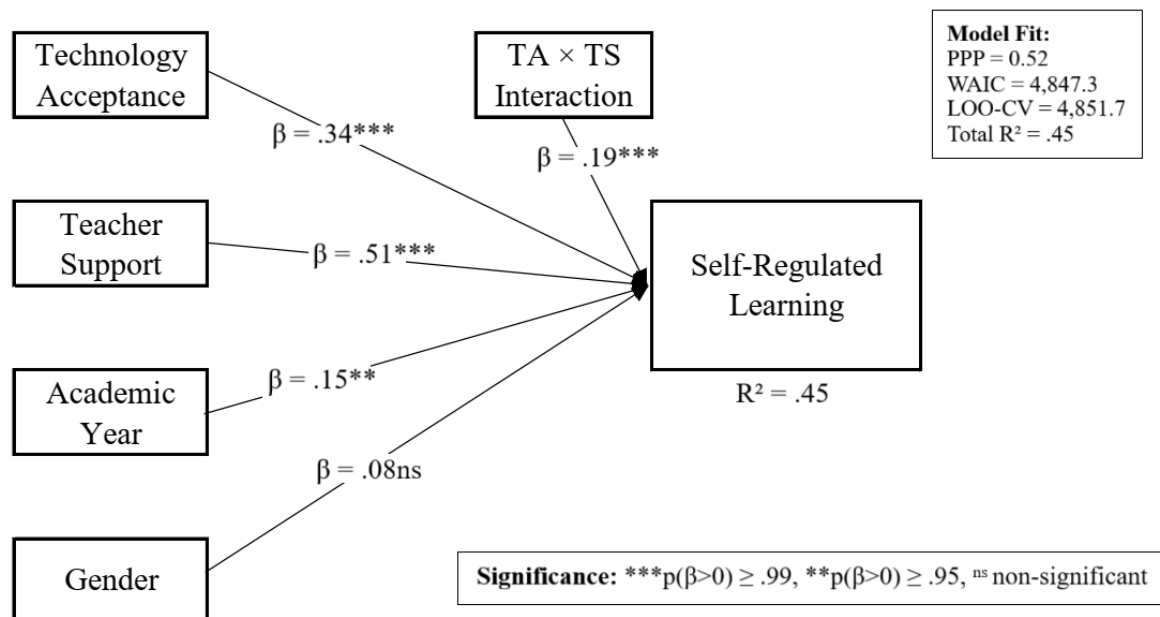 Technology
Acceptance
TA × TS
Interaction
Model Fit:
PPP = 0.52
WAIC = 4,847.3
LOO-CV = 4,851.7
Total R² = .45
β = .34***
β = .19***
Teacher
Support
β = .51***
Self-Regulated
Learning
R² = .45
Academic
Year
β = .15**
β = .08ns
Gender
Significance: ***p(β>0) ≥ .99, **p(β>0) ≥ .95, ⁿˢ non-significant